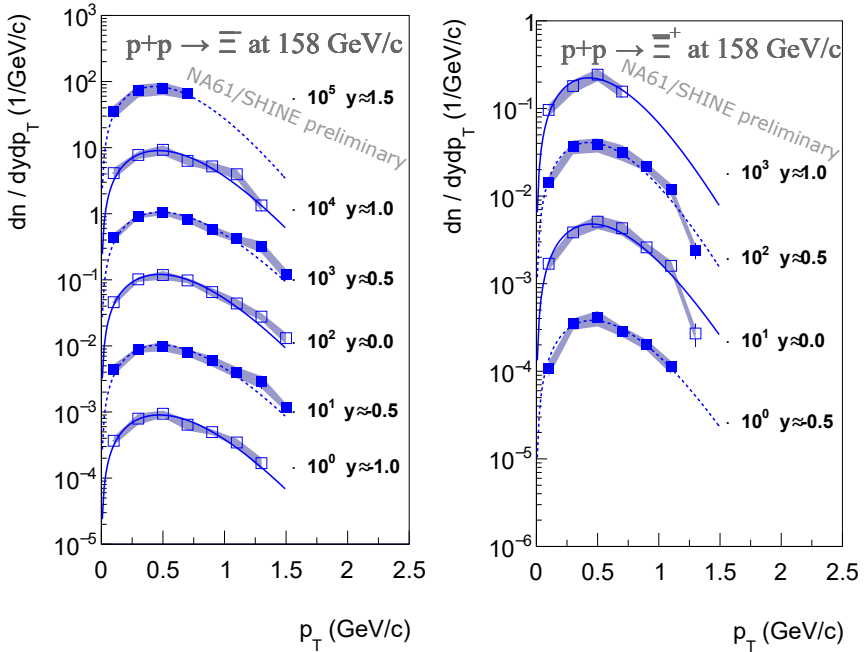 p+p → Ξ⁻ at 158 GeV/c
NA61/SHINE preliminary
dn / dydp_T (1/GeV/c)
10³
10²
10
1
10⁻¹
10⁻²
10⁻³
10⁻⁴
10⁻⁵
· 10⁵ y≈1.5
· 10⁴ y≈1.0
· 10³ y≈0.5
· 10² y≈0.0
· 10¹ y≈-0.5
· 10⁰ y≈-1.0
0 0.5 1 1.5 2 2.5
p_T (GeV/c)
p+p → Ξ̅⁺ at 158 GeV/c
NA61/SHINE preliminary
dn / dydp_T (1/GeV/c)
1
10⁻¹
10⁻²
10⁻³
10⁻⁴
10⁻⁵
10⁻⁶
· 10³ y≈1.0
· 10² y≈0.5
· 10¹ y≈0.0
· 10⁰ y≈-0.5
0 0.5 1 1.5 2 2.5
p_T (GeV/c)